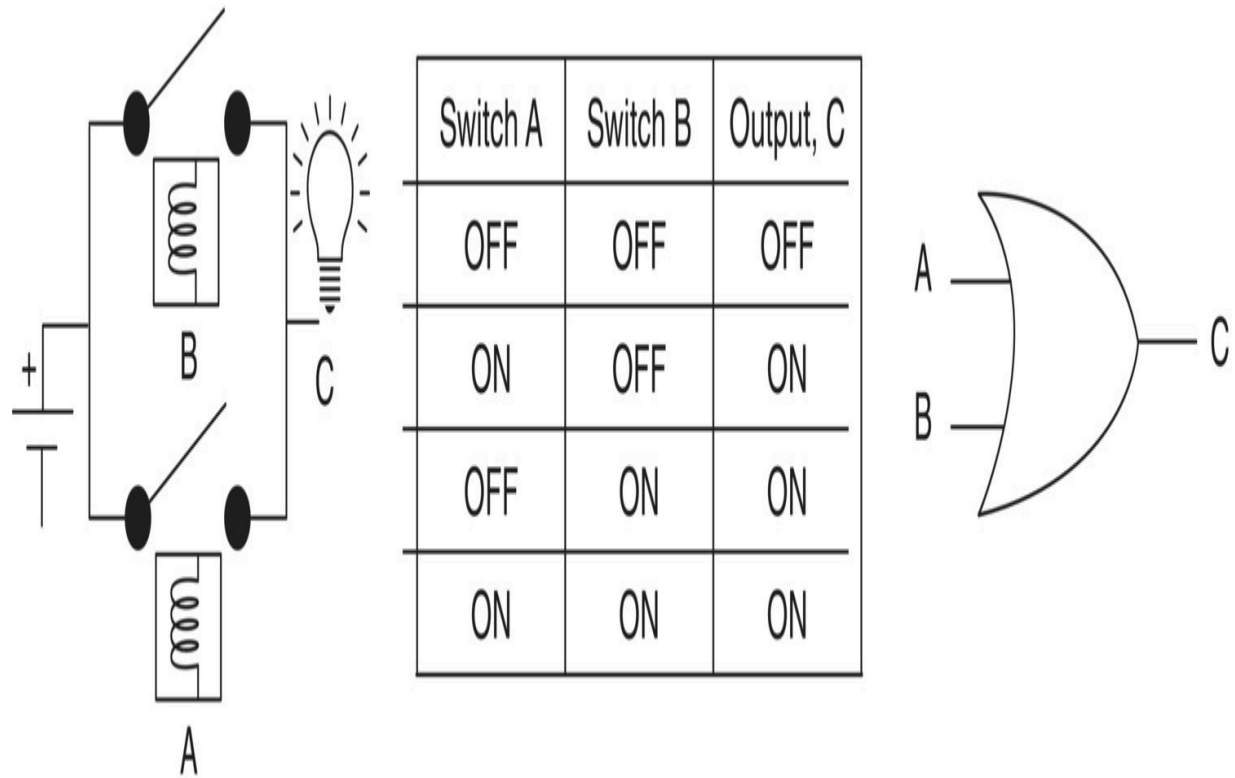 +
B
C
A
Switch A Switch B Output, C
OFF OFF OFF
ON OFF ON
OFF ON ON
ON ON ON
A
B
C